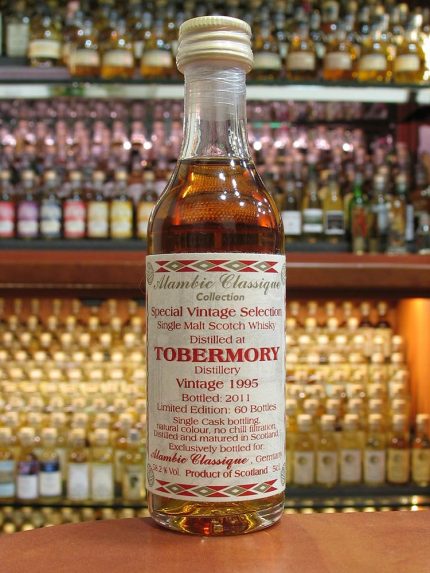 Alambic Classique
Collection
Special Vintage Selection
Single Malt Scotch Whisky
Distilled at
TOBERMORY
Distillery
Vintage 1995
Bottled: 2011
Limited Edition: 60 Bottles
Single Cask bottling,
natural colour, no chill filtration,
Distilled and matured in Scotland.
Exclusively bottled for:
Alambic Classique, Germany
Vol. Product of Scotland 5cl